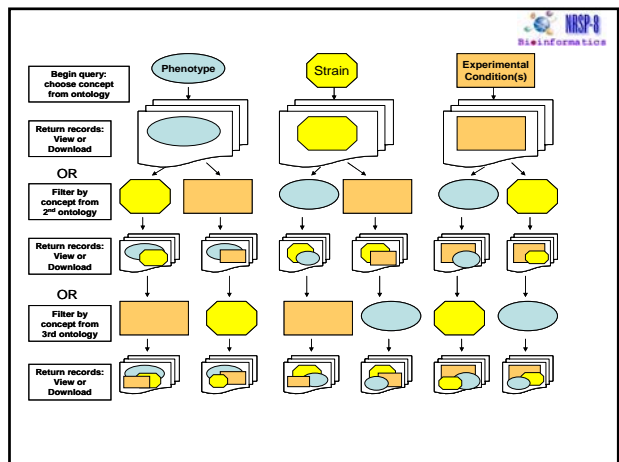 NRSP-8
Bioinformatics
Begin query:
choose concept
from ontology
Phenotype
Strain
Experimental
Condition(s)
Return records:
View or
Download
OR
Filter by
concept from
2nd ontology
Return records:
View or
Download
OR
Filter by
concept from
3rd ontology
Return records:
View or
Download